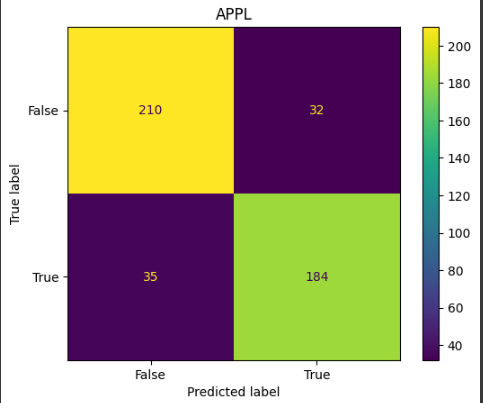 APPL
True label
False
True
210
32
35
184
False
True
Predicted label
200
180
160
140
120
100
80
60
40